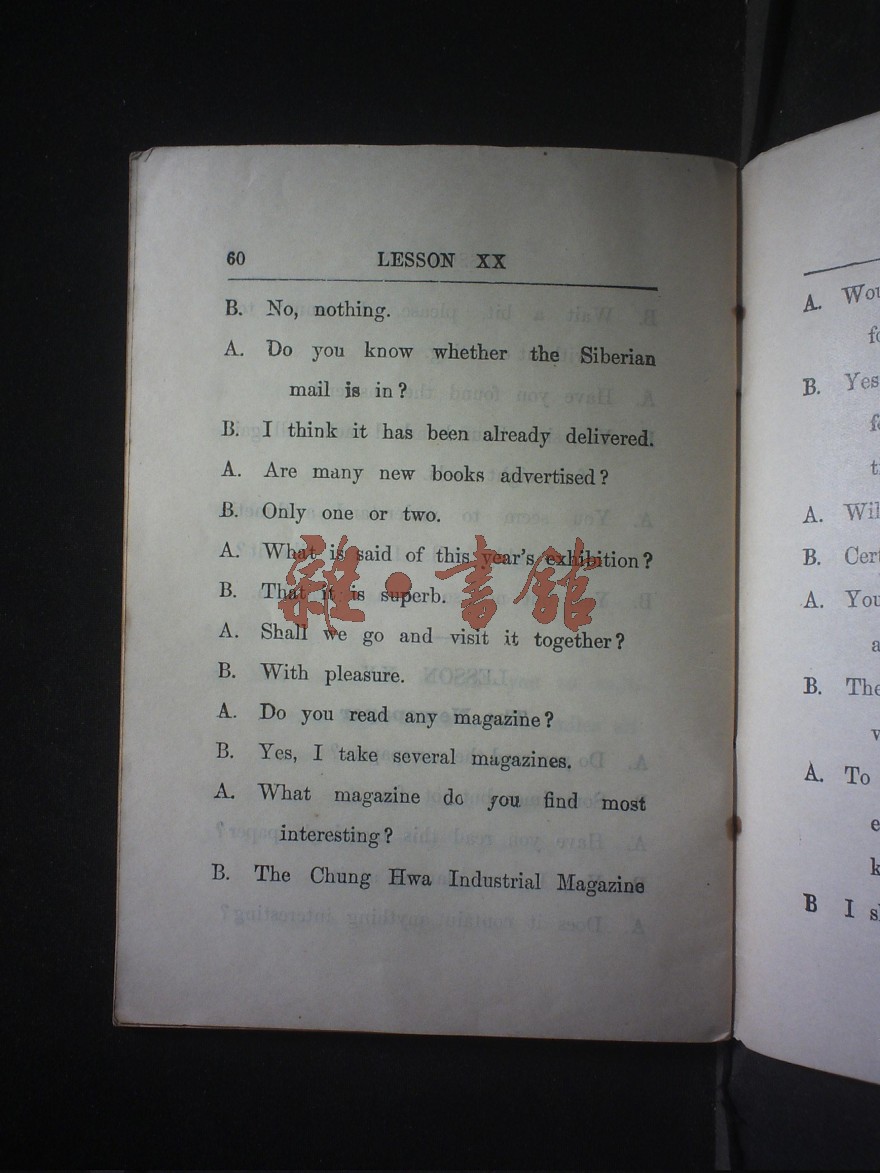 60 LESSON XX
B. No, nothing.
A. Do you know whether the Siberian
mail is in?
B. I think it has been already delivered.
A. Are many new books advertised?
B. Only one or two.
A. What is said of this year's exhibition?
B. That it is superb.
A. Shall we go and visit it together?
B. With pleasure.
A. Do you read any magazine?
B. Yes, I take several magazines.
A. What magazine do you find most
interesting?
B. The Chung Hwa Industrial Magazine
雜·書館
A.
B. Yes
A.
B.
A. You
B. The
A. To
B I